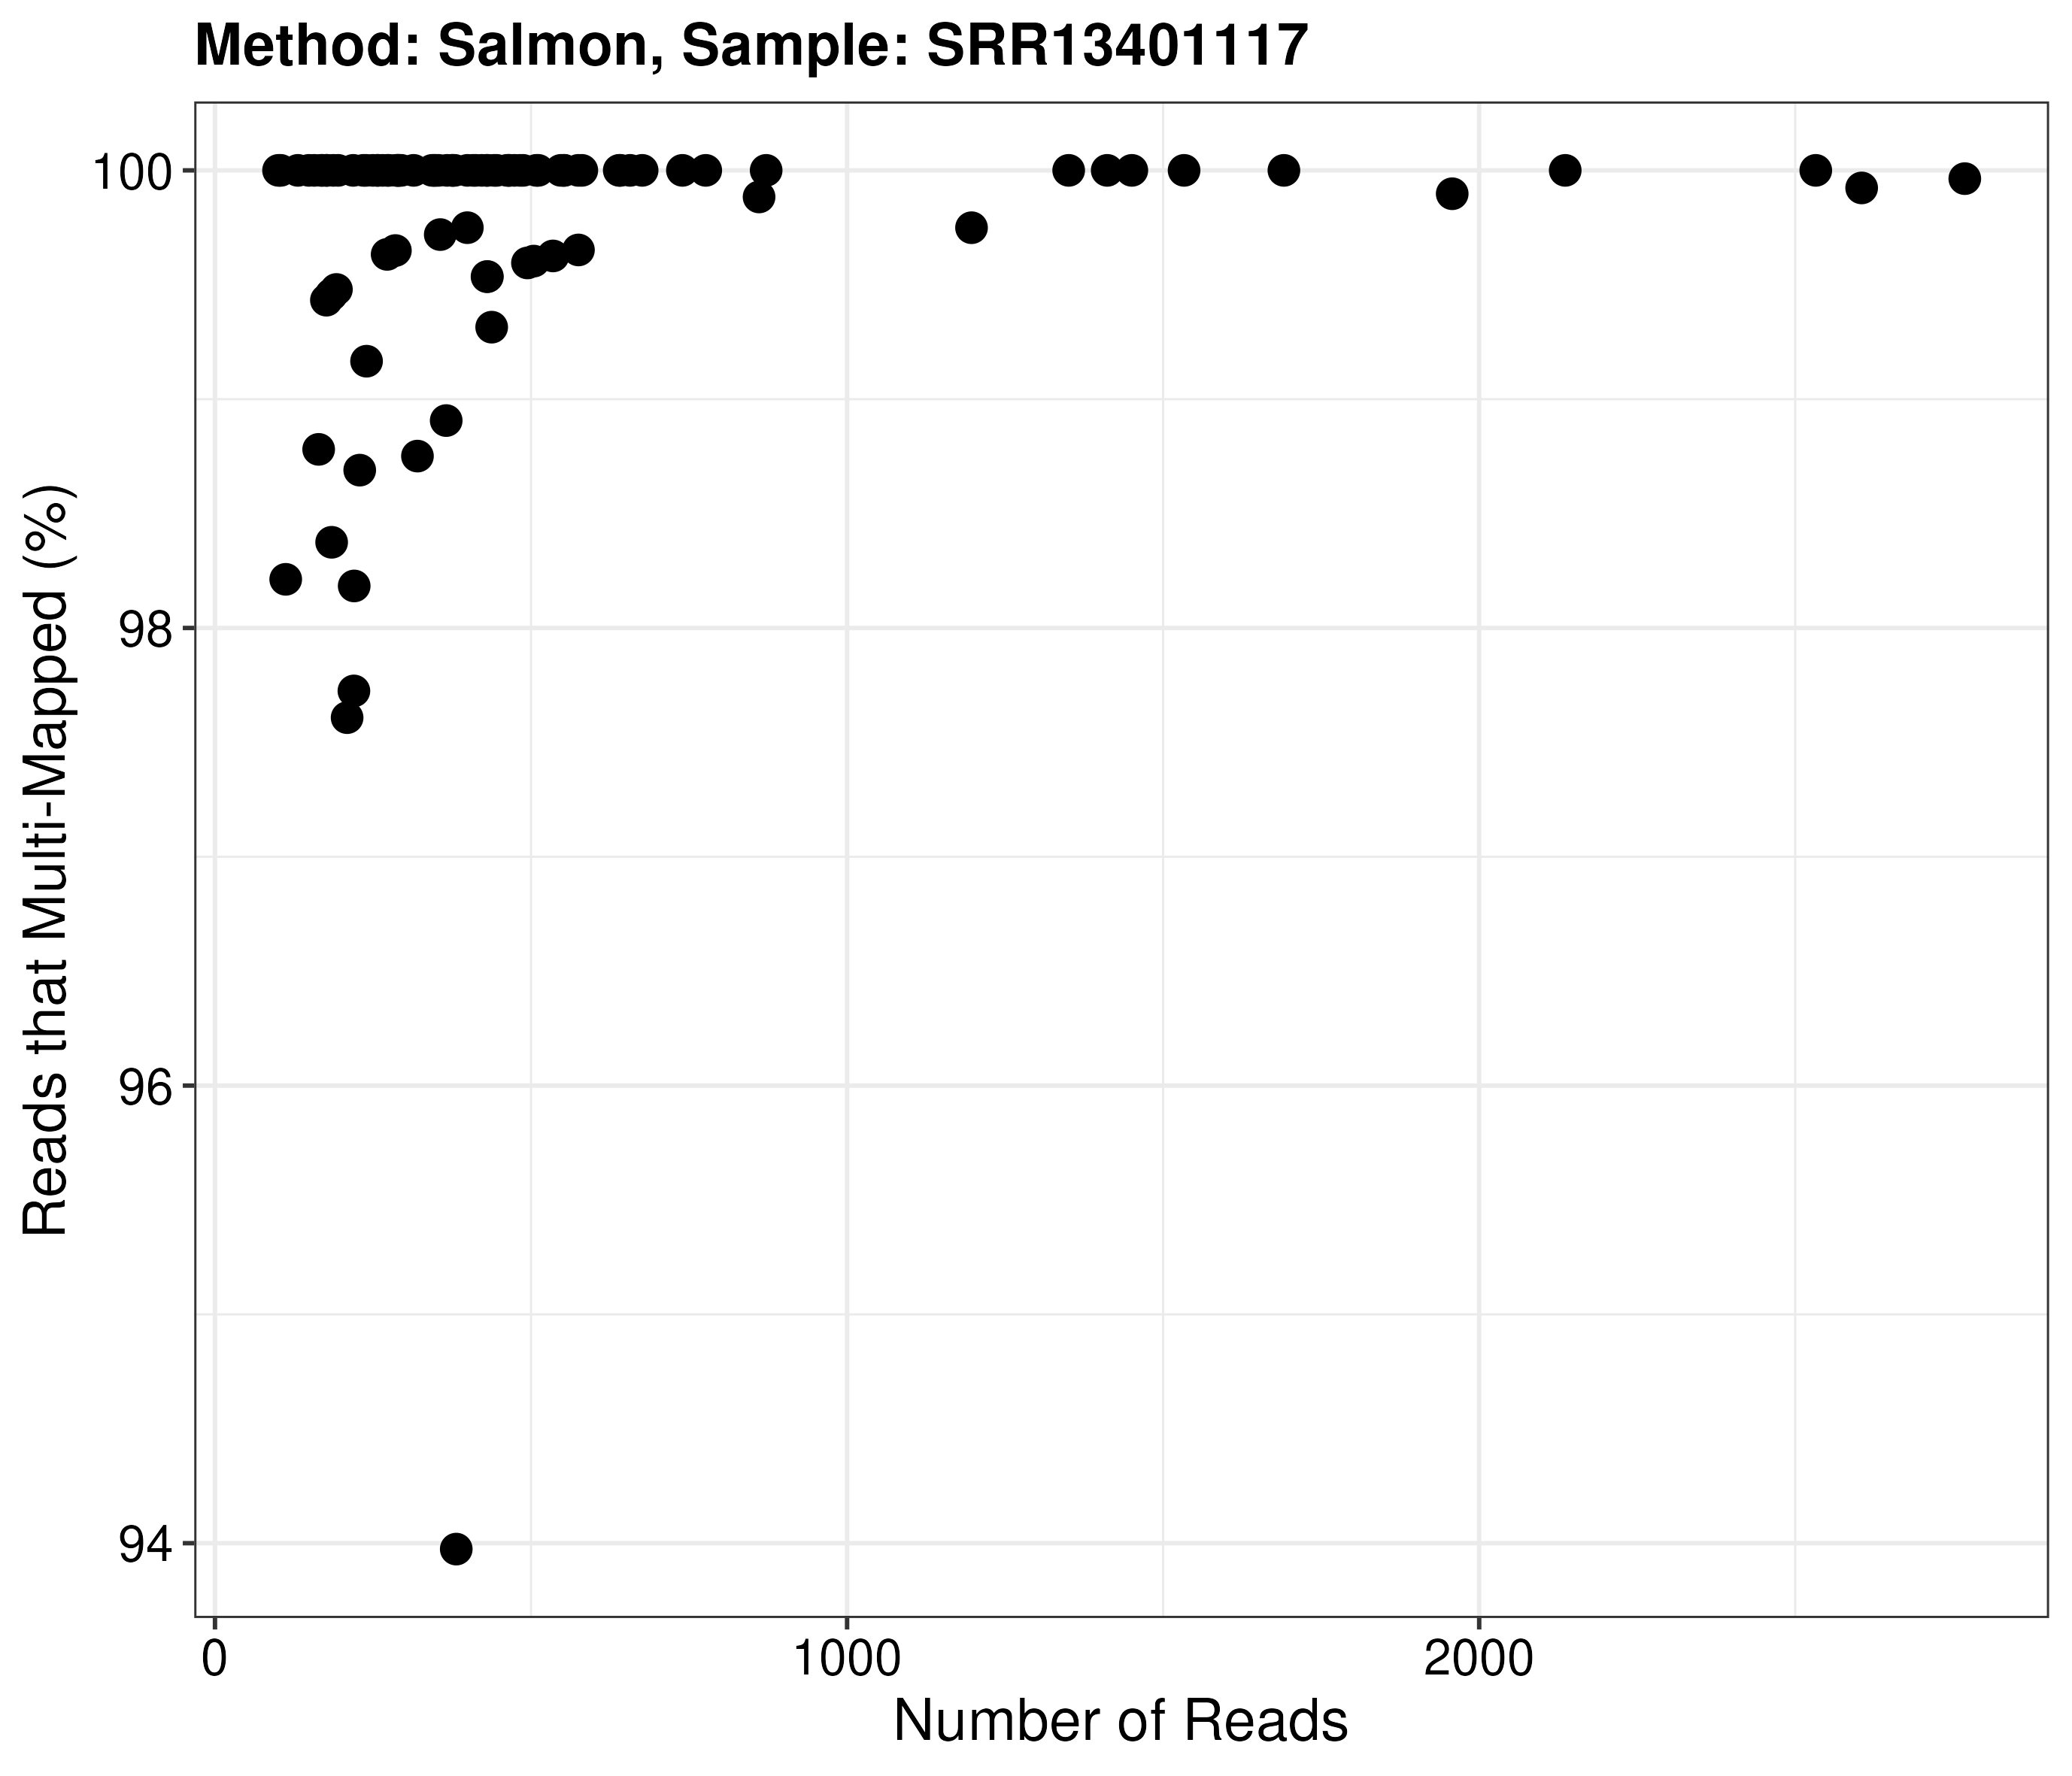 Method: Salmon, Sample: SRR13401117
Reads that Multi-Mapped (%)
100
98
96
94
0 1000 2000
Number of Reads